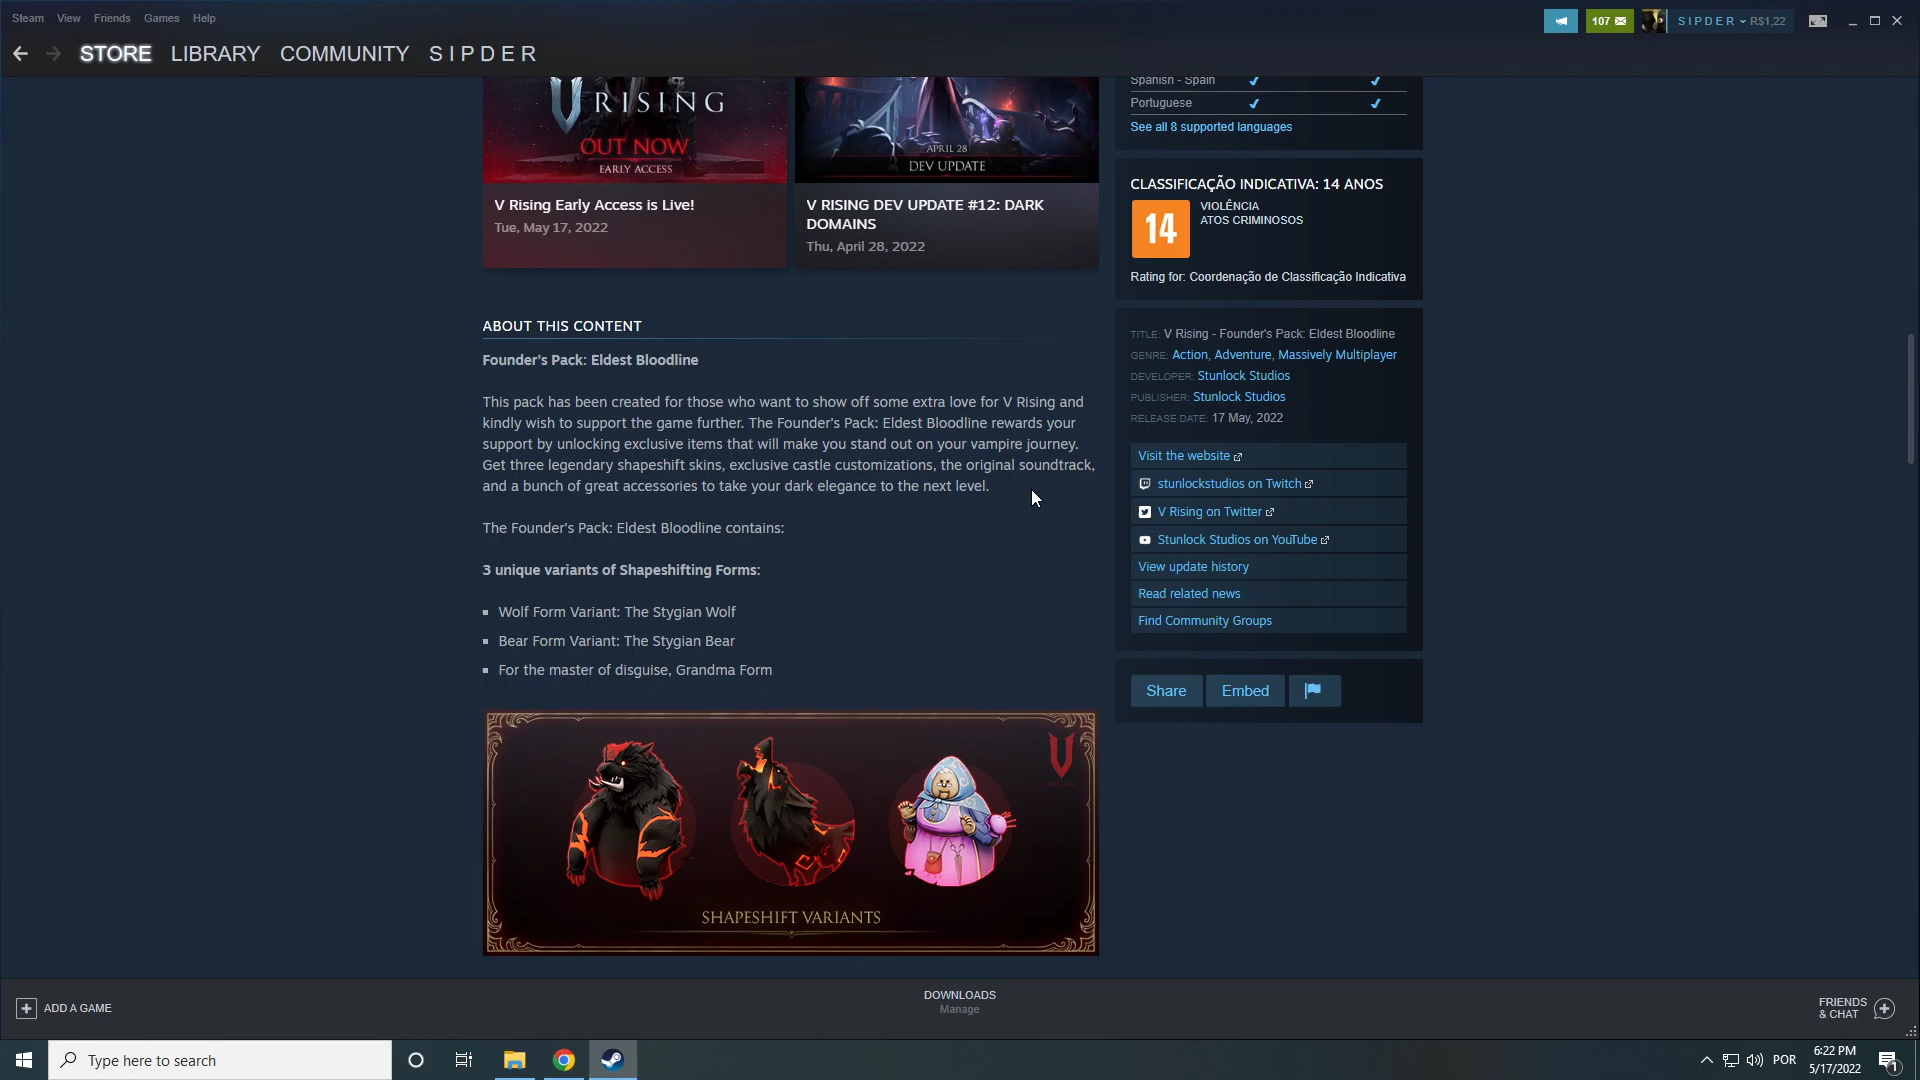 Steam View Friends Games Help
107 S I P D E R R$1,22
STORE LIBRARY COMMUNITY S I P D E R
V RISING
OUT NOW
EARLY ACCESS
V Rising Early Access is Live!
Tue, May 17, 2022
APRIL 28
DEV UPDATE
V RISING DEV UPDATE #12: DARK
DOMAINS
Thu, April 28, 2022
ABOUT THIS CONTENT
Founder's Pack: Eldest Bloodline
This pack has been created for those who want to show off some extra love for V Rising and
kindly wish to support the game further. The Founder's Pack: Eldest Bloodline rewards your
support by unlocking exclusive items that will make you stand out on your vampire journey.
Get three legendary shapeshift skins, exclusive castle customizations, the original soundtrack,
and a bunch of great accessories to take your dark elegance to the next level.
The Founder's Pack: Eldest Bloodline contains:
3 unique variants of Shapeshifting Forms:
Wolf Form Variant: The Stygian Wolf
Bear Form Variant: The Stygian Bear
For the master of disguise, Grandma Form
SHAPESHIFT VARIANTS
Spanish - Spain
Portuguese
See all 8 supported languages
CLASSIFICAÇÃO INDICATIVA: 14 ANOS
14
VIOLÊNCIA
ATOS CRIMINOSOS
Rating for: Coordenação de Classificação Indicativa
TITLE: V Rising - Founder's Pack: Eldest Bloodline
GENRE: Action, Adventure, Massively Multiplayer
DEVELOPER: Stunlock Studios
PUBLISHER: Stunlock Studios
RELEASE DATE: 17 May, 2022
Visit the website
stunlockstudios on Twitch
V Rising on Twitter
Stunlock Studios on YouTube
View update history
Read related news
Find Community Groups
Share Embed
ADD A GAME
DOWNLOADS
Manage
FRIENDS
& CHAT
Type here to search
POR
6:22 PM
5/17/2022
1